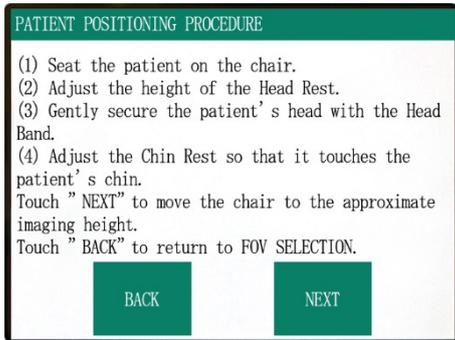 PATIENT POSITIONING PROCEDURE
(1) Seat the patient on the chair.
(2) Adjust the height of the Head Rest.
(3) Gently secure the patient's head with the Head
Band.
(4) Adjust the Chin Rest so that it touches the
patient's chin.
Touch "NEXT" to move the chair to the approximate
imaging height.
Touch "BACK" to return to FOV SELECTION.
BACK
NEXT